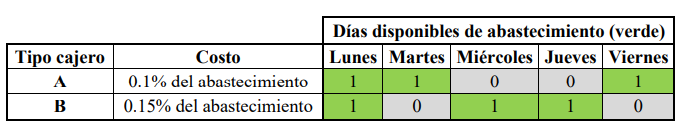 Días disponibles de abastecimiento (verde)
Tipo cajero Costo Lunes Martes Miércoles Jueves Viernes
A 0.1% del abastecimiento 1 1 0 0 1
B 0.15% del abastecimiento 1 0 1 1 0